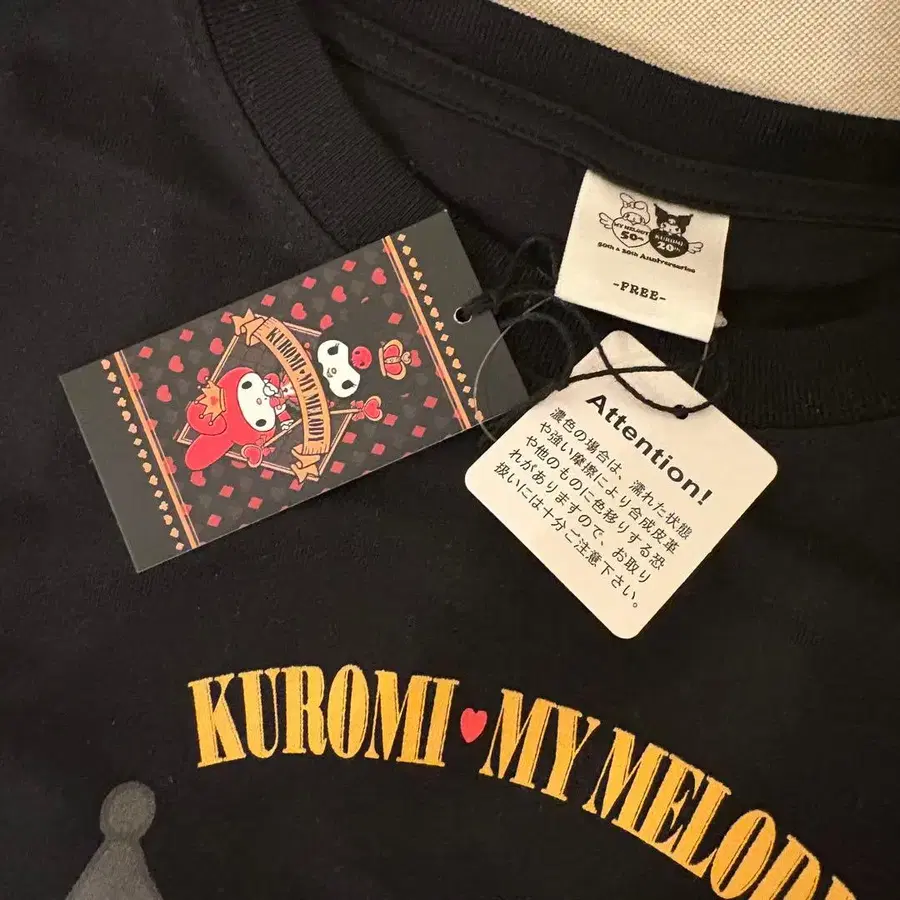 MY MELODY
50th
KUROMI
20th
50th & 20th Anniversaries
-FREE-
KUROMI♥MY MELODY
Attention!
濃色の場合は、濡れた状態
や強い摩擦により合成皮革
や他のものに色移りする恐
れがありますので、お取り
扱いには十分ご注意下さい。
KUROMI♥MY MELOD